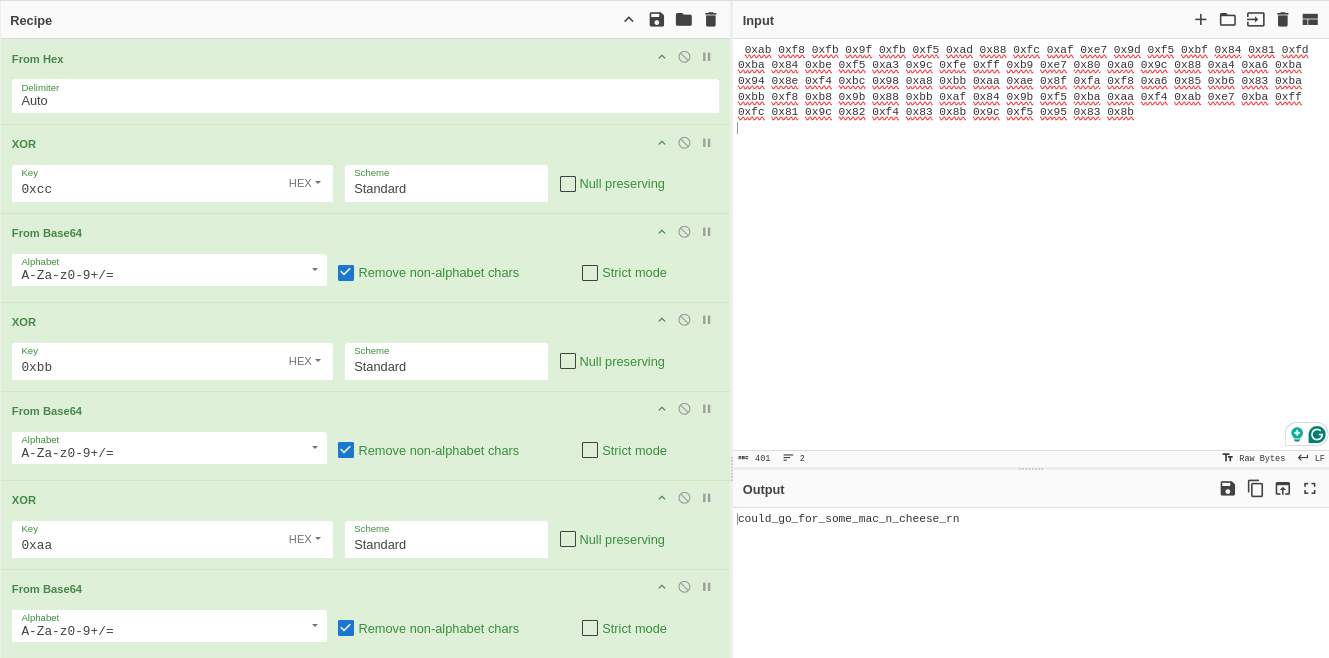 Recipe
From Hex
Delimiter
Auto
XOR
Key
0xcc
HEX
Scheme
Standard
Null preserving
From Base64
Alphabet
A-Za-z0-9+/=
Remove non-alphabet chars
Strict mode
XOR
Key
0xbb
HEX
Scheme
Standard
Null preserving
From Base64
Alphabet
A-Za-z0-9+/=
Remove non-alphabet chars
Strict mode
XOR
Key
0xaa
HEX
Scheme
Standard
Null preserving
From Base64
Alphabet
A-Za-z0-9+/=
Remove non-alphabet chars
Strict mode
Input
0xab 0xf8 0xfb 0x9f 0xfb 0xf5 0xad 0x88 0xfc 0xaf 0xe7 0x9d 0xf5 0xbf 0x84 0x81 0xfd
0xba 0x84 0xbe 0xf5 0xa3 0x9c 0xfe 0xff 0xb9 0xe7 0x80 0xa0 0x9c 0x88 0xa4 0xa6 0xba
0x94 0x8e 0xf4 0xbc 0x98 0xa8 0xbb 0xaa 0xae 0x8f 0xfa 0xf8 0xa6 0x85 0xb6 0x83 0xba
0xbb 0xf8 0xb8 0x9b 0x88 0xbb 0xaf 0x84 0x9b 0xf5 0xba 0xaa 0xf4 0xab 0xe7 0xba 0xff
0xfc 0x81 0x9c 0x82 0xf4 0x83 0x8b 0x9c 0xf5 0x95 0x83 0x8b
401
2
Raw Bytes
LF
Output
could_go_for_some_mac_n_cheese_rn